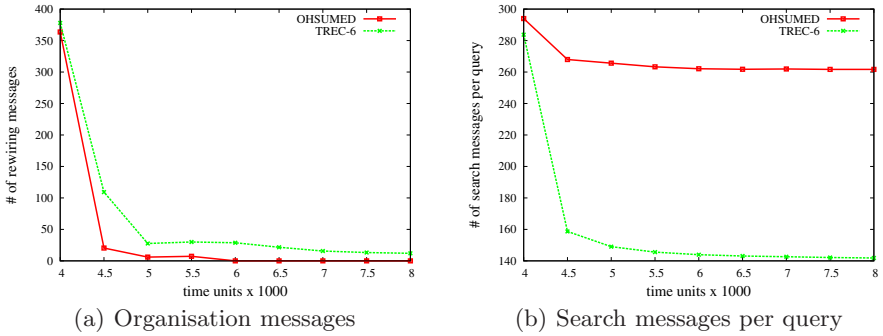 400
350
300
250
200
150
100
50
0
# of rewiring messages
OHSUMED
TREC-6
4 4.5 5 5.5 6 6.5 7 7.5 8
time units x 1000
(a) Organisation messages
300
280
260
240
220
200
180
160
140
# of search messages per query
OHSUMED
TREC-6
4 4.5 5 5.5 6 6.5 7 7.5 8
time units x 1000
(b) Search messages per query